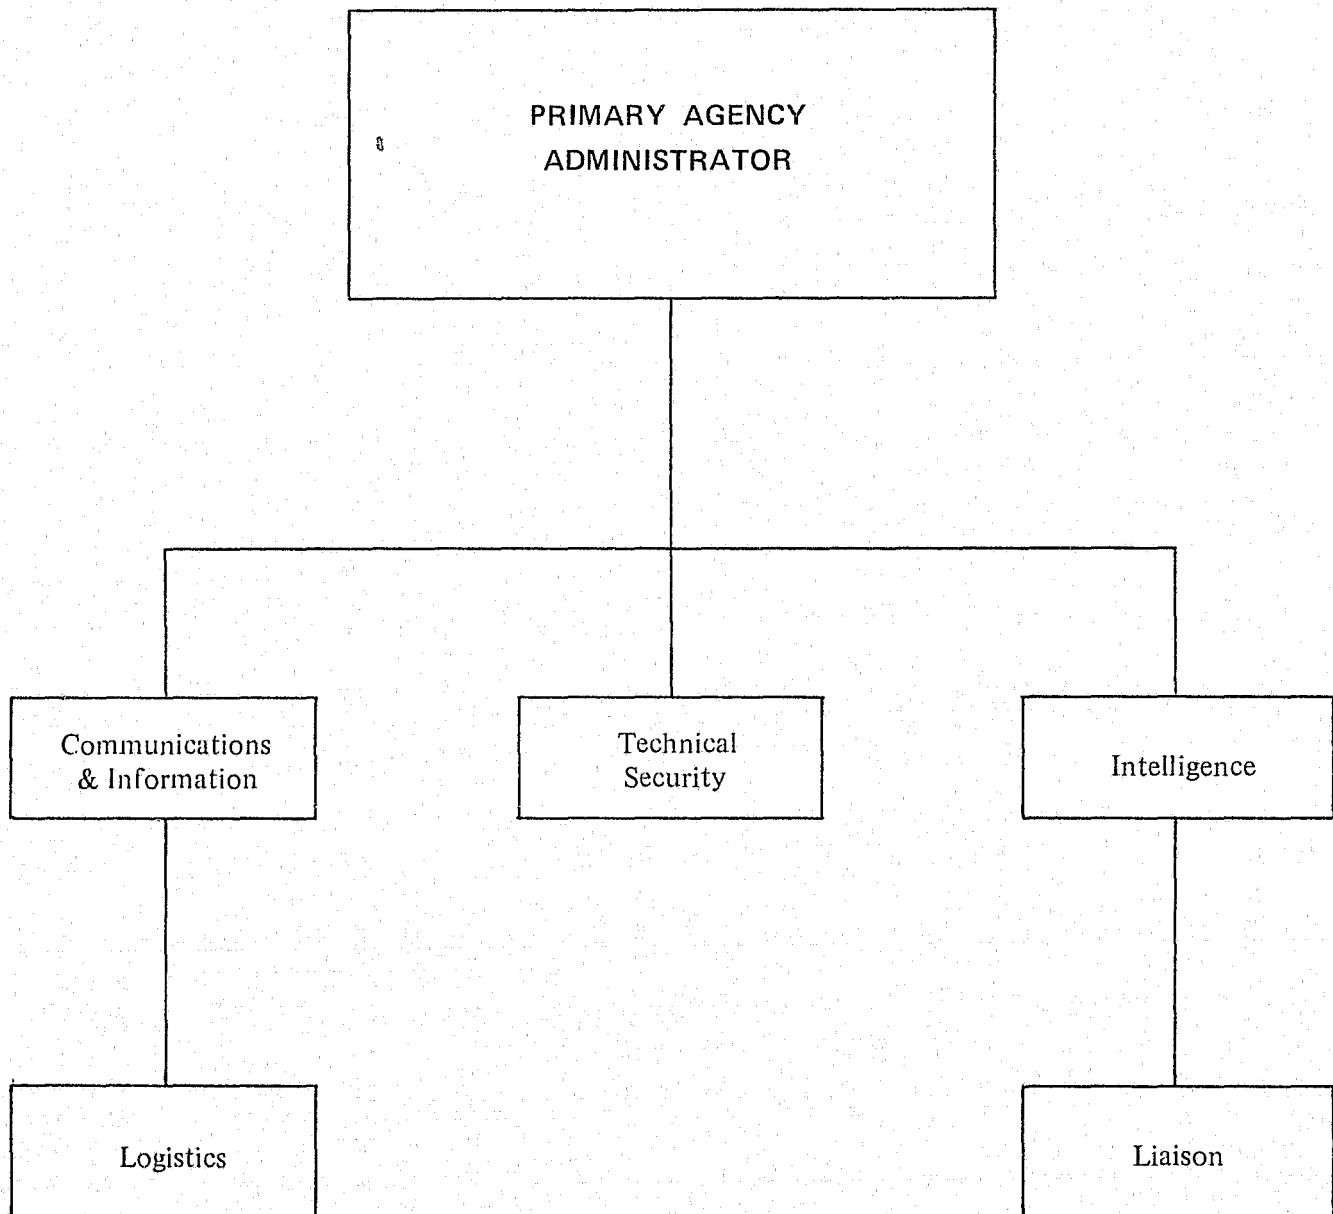 PRIMARY AGENCY
ADMINISTRATOR
Communications
& Information
Technical
Security
Intelligence
Logistics
Liaison